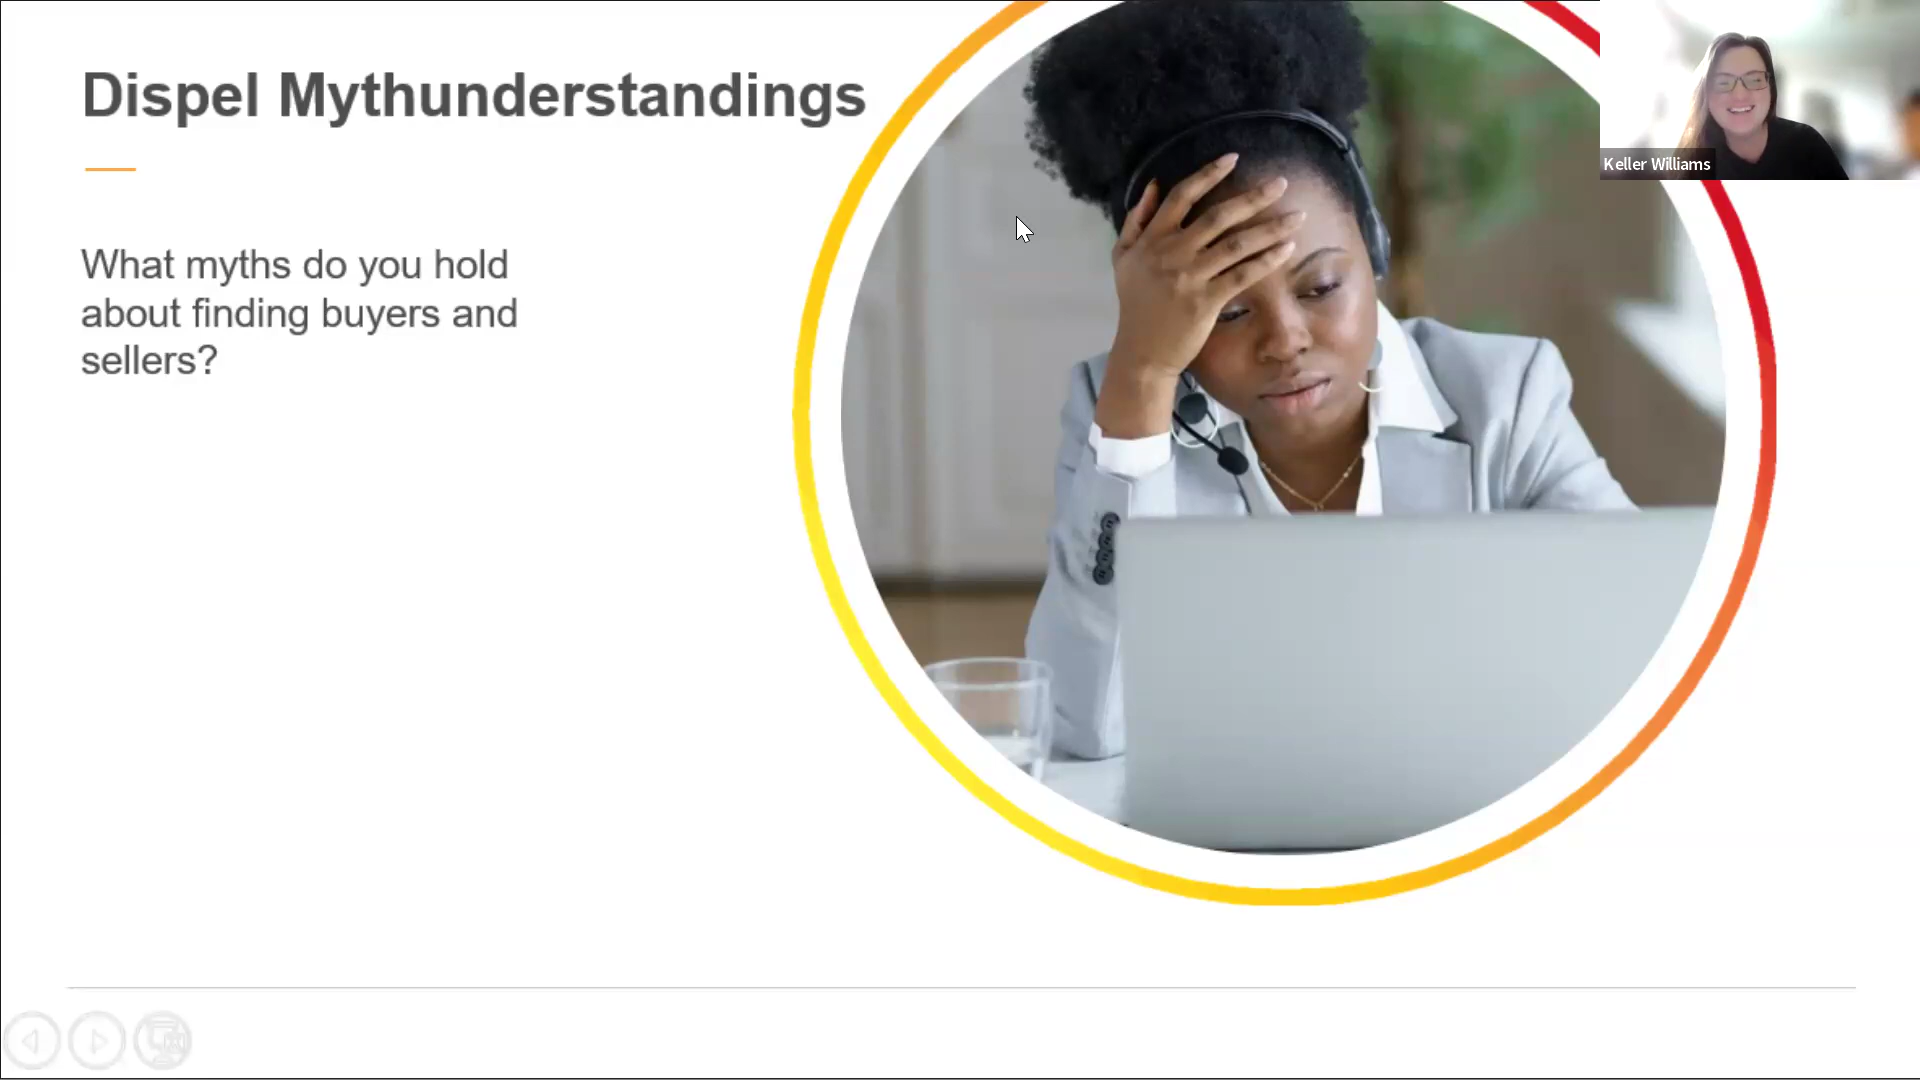 Dispel Mythunderstandings
Keller Williams
What myths do you hold
about finding buyers and
sellers?